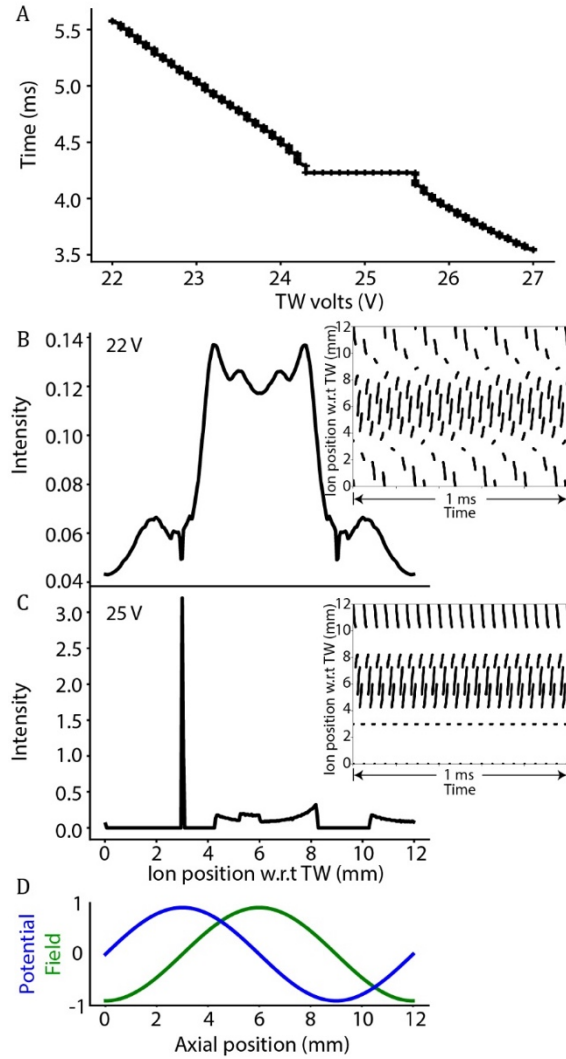 A
Time (ms)
5.5
5.0
4.5
4.0
3.5
22 23 24 25 26 27
TW volts (V)
B
22 V
Intensity
0.14
0.12
0.10
0.08
0.06
0.04
Ion position w.r.t TW (mm)
12
10
8
6
4
2
0
1 ms
Time
C
25 V
Intensity
3.0
2.5
2.0
1.5
1.0
0.5
0.0
Ion position w.r.t TW (mm)
12
10
8
6
4
2
0
1 ms
Time
0 2 4 6 8 10 12
Ion position w.r.t TW (mm)
D
Potential
Field
1
0
-1
0 2 4 6 8 10 12
Axial position (mm)